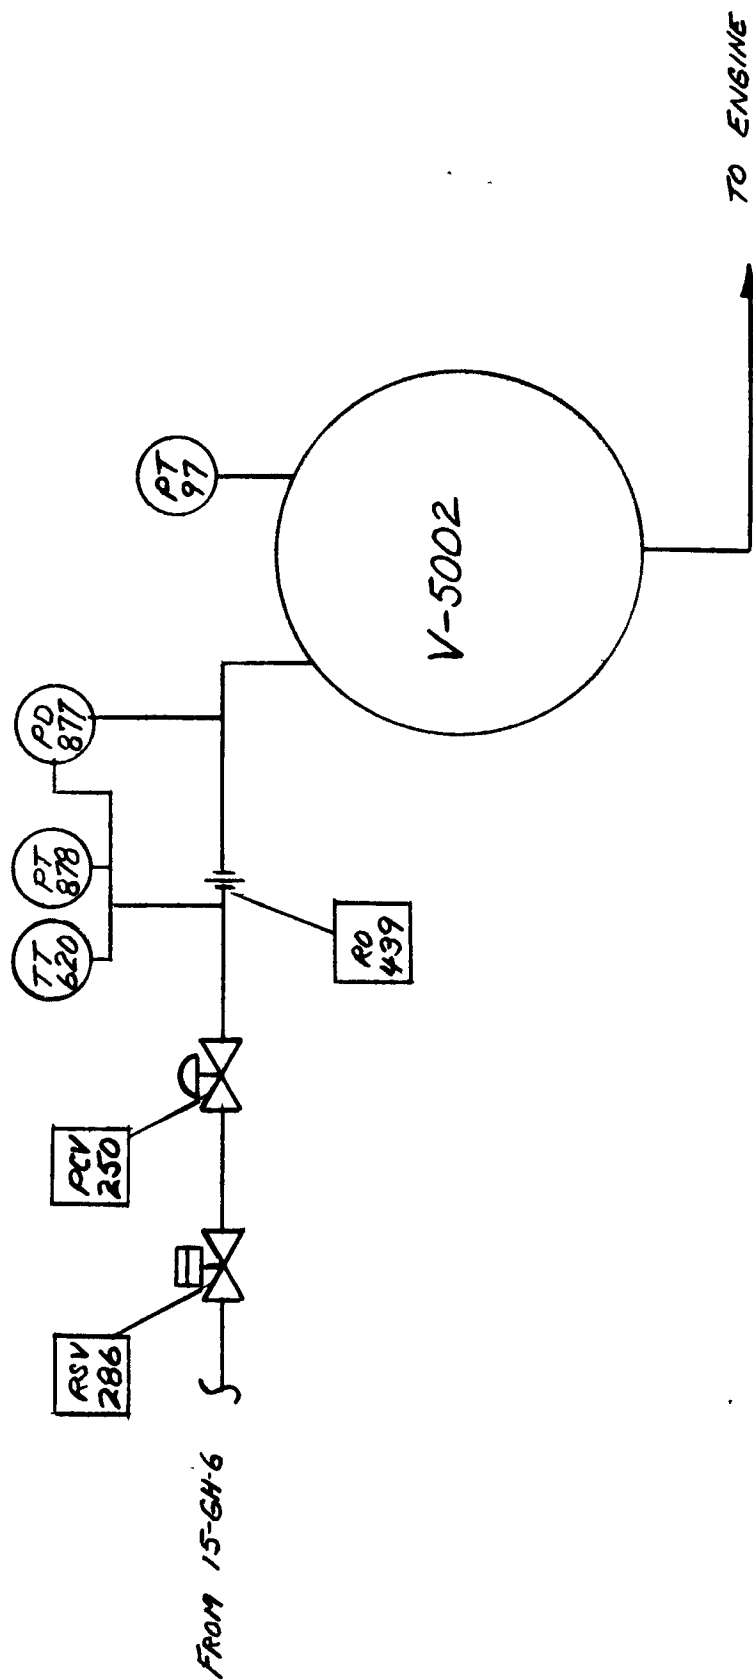 FROM 15-GH-6
RSV
286
PCV
250
TT
620
PT
878
PD
877
RO
439
PT
97
V-5002
TO ENGINE